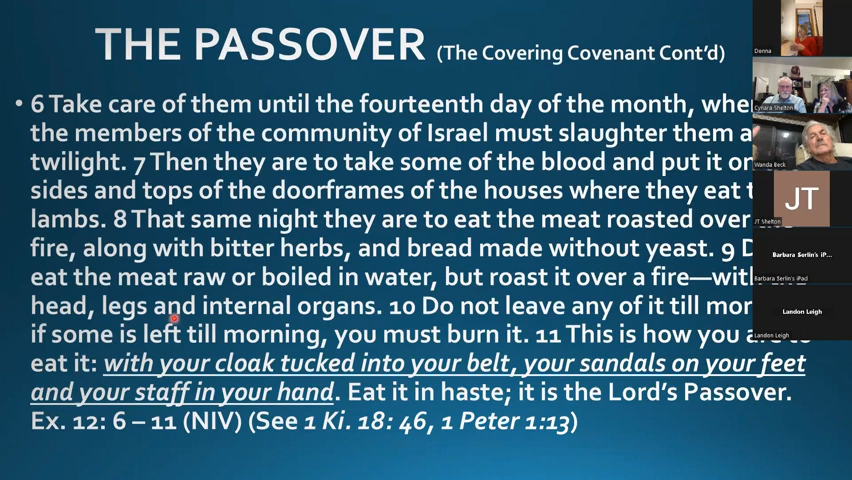 THE PASSOVER (The Covering Covenant Cont'd)
• 6 Take care of them until the fourteenth day of the month,
the members of the community of Israel must slaughter them
twilight. 7 Then they are to take some of the blood and put it on
sides and tops of the doorframes of the houses where they eat
lambs. 8 That same night they are to eat the meat roasted over
fire, along with bitter herbs, and bread made without yeast. 9
eat the meat raw or boiled in water, but roast it over a fire—with
head, legs and internal organs. 10 Do not leave any of it till
if some is left till morning, you must burn it. 11 This is how you are to
eat it: with your cloak tucked into your belt, your sandals on your feet
and your staff in your hand. Eat it in haste; it is the Lord's Passover.
Ex. 12: 6 – 11 (NIV) (See 1 Ki. 18: 46, 1 Peter 1:13)
Denna
Cynara Shelton
Wanda Beck
JT
JT Shelton
Barbara Serlin's iP...
Barbara Serlin's iPad
Landon Leigh
Landon Leigh